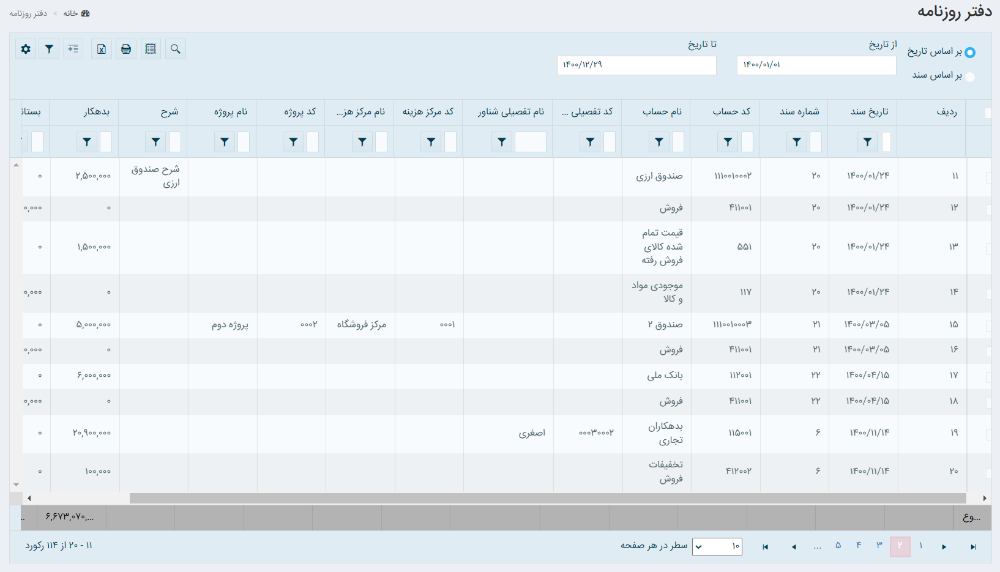 دفتر روزنامه
خانه > دفتر روزنامه
بر اساس تاریخ
بر اساس سند
از تاریخ
۱۴۰۰/۰۱/۰۱
تا تاریخ
۱۴۰۰/۱۲/۲۹
ردیف تاریخ سند شماره سند کد حساب نام حساب کد تفصیلی ... نام تفصیلی شناور کد مرکز هزینه نام مرکز هز... کد پروژه نام پروژه شرح بدهکار بستانـ
۱۱ ۱۴۰۰/۰۱/۲۴ ۲۰ ۱۱۱۰۰۱۰۰۰۲ صندوق ارزی شرح صندوق ارزی ۲,۵۰۰,۰۰۰ ۰
۱۲ ۱۴۰۰/۰۱/۲۴ ۲۰ ۴۱۱۰۰۱ فروش ۰ ۰۰,۰۰۰
۱۳ ۱۴۰۰/۰۱/۲۴ ۲۰ ۵۵۱ قیمت تمام شده کالای فروش رفته ۱,۵۰۰,۰۰۰ ۰
۱۴ ۱۴۰۰/۰۱/۲۴ ۲۰ ۱۱۷ موجودی مواد و کالا ۰ ۰۰,۰۰۰
۱۵ ۱۴۰۰/۰۳/۰۵ ۲۱ ۱۱۱۰۰۱۰۰۰۳ صندوق ۲ ۰۰۰۱ مرکز فروشگاه ۰۰۰۲ پروژه دوم ۵,۰۰۰,۰۰۰ ۰
۱۶ ۱۴۰۰/۰۳/۰۵ ۲۱ ۴۱۱۰۰۱ فروش ۰ ۰۰,۰۰۰
۱۷ ۱۴۰۰/۰۴/۱۵ ۲۲ ۱۱۲۰۰۱ بانک ملی ۶,۰۰۰,۰۰۰ ۰
۱۸ ۱۴۰۰/۰۴/۱۵ ۲۲ ۴۱۱۰۰۱ فروش ۰ ۰۰,۰۰۰
۱۹ ۱۴۰۰/۱۱/۱۴ ۶ ۱۱۵۰۰۱ بدهکاران تجاری ۰۰۰۳۰۰۰۲ اصغری ۲۰,۹۰۰,۰۰۰ ۰
۲۰ ۱۴۰۰/۱۱/۱۴ ۶ ۴۱۲۰۰۲ تخفیفات فروش ۱۰۰,۰۰۰ ۰
...وع ۶,۶۷۳,۰۷۰,... ..
۱ ۲ ۳ ۴ ۵ ... ۱۰ سطر در هر صفحه
۱۱ - ۲۰ از ۱۱۴ رکورد